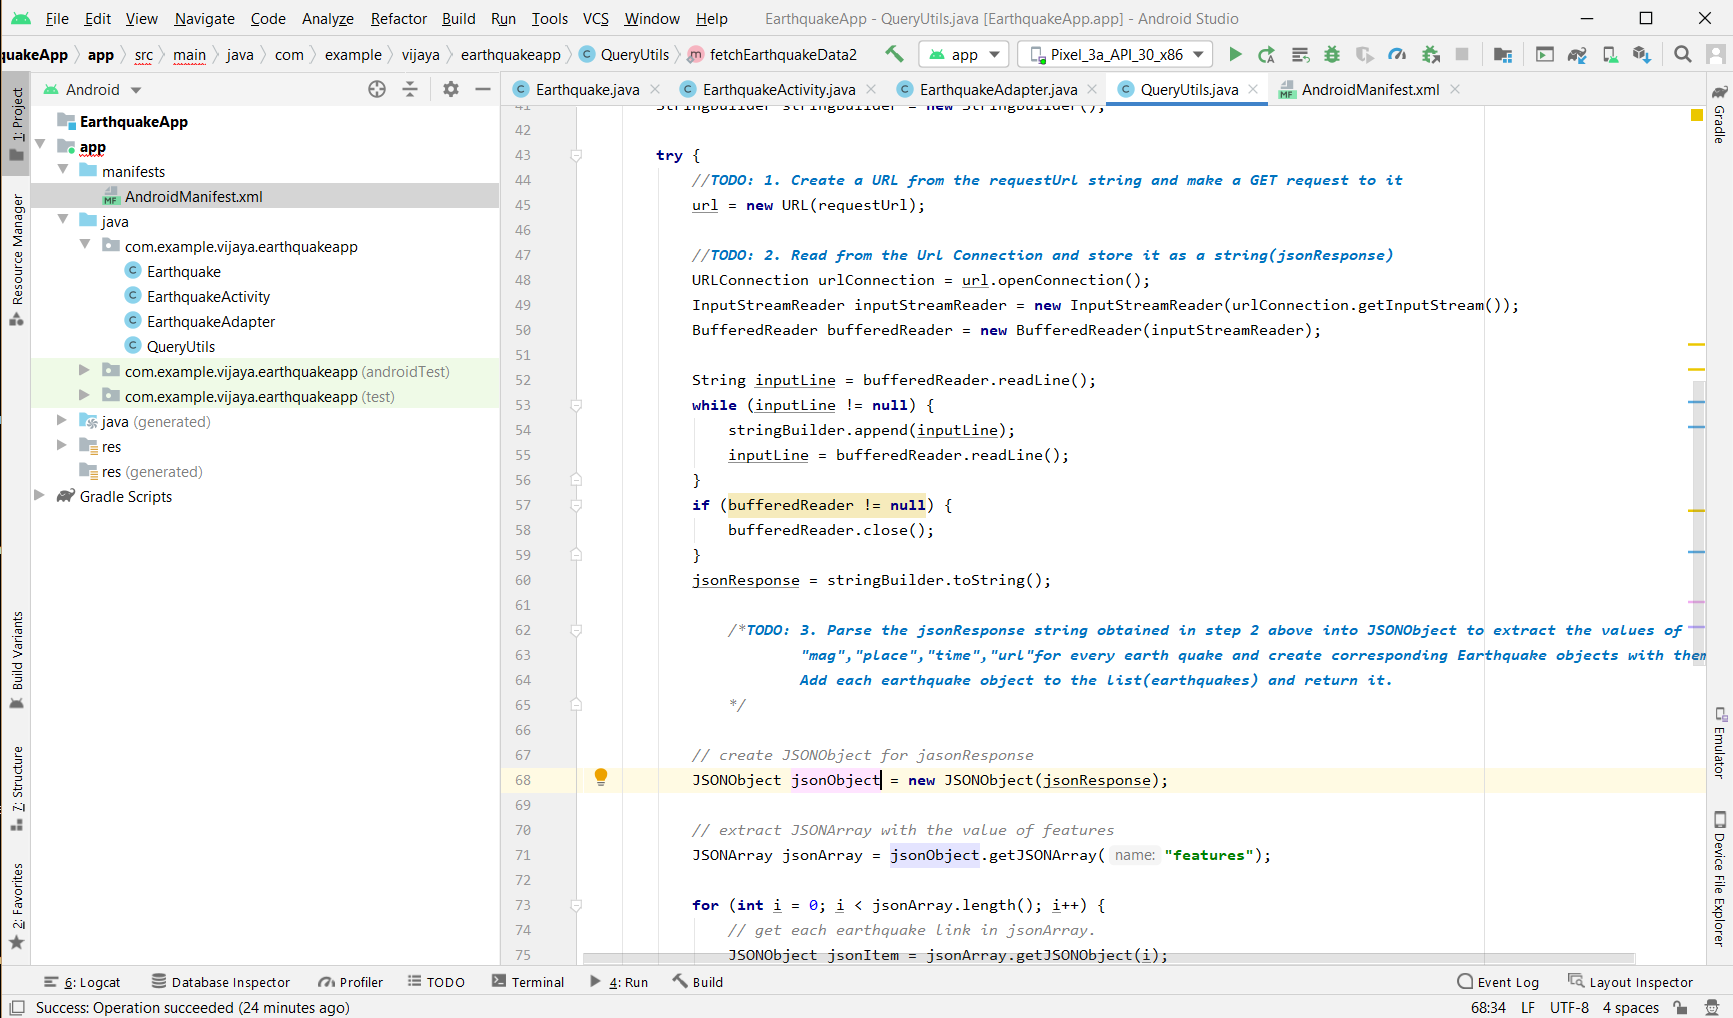 File Edit View Navigate Code Analyze Refactor Build Run Tools VCS Window Help EarthquakeApp - QueryUtils.java [EarthquakeApp.app] - Android Studio
quakeApp app src main java com example vijaya earthquakeapp QueryUtils fetchEarthquakeData2 app Pixel_3a_API_30_x86
Android
Earthquake.java EarthquakeActivity.java EarthquakeAdapter.java QueryUtils.java AndroidManifest.xml
1: Project
Resource Manager
Build Variants
7: Structure
2: Favorites
EarthquakeApp
app
manifests
AndroidManifest.xml
java
com.example.vijaya.earthquakeapp
Earthquake
EarthquakeActivity
EarthquakeAdapter
QueryUtils
com.example.vijaya.earthquakeapp (androidTest)
com.example.vijaya.earthquakeapp (test)
java (generated)
res
res (generated)
Gradle Scripts
41 StringBuilder stringBuilder = new StringBuilder();
42
43 try {
44 //TODO: 1. Create a URL from the requestUrl string and make a GET request to it
45 url = new URL(requestUrl);
46
47 //TODO: 2. Read from the Url Connection and store it as a string(jsonResponse)
48 URLConnection urlConnection = url.openConnection();
49 InputStreamReader inputStreamReader = new InputStreamReader(urlConnection.getInputStream());
50 BufferedReader bufferedReader = new BufferedReader(inputStreamReader);
51
52 String inputLine = bufferedReader.readLine();
53 while (inputLine != null) {
54 stringBuilder.append(inputLine);
55 inputLine = bufferedReader.readLine();
56 }
57 if (bufferedReader != null) {
58 bufferedReader.close();
59 }
60 jsonResponse = stringBuilder.toString();
61
62 /*TODO: 3. Parse the jsonResponse string obtained in step 2 above into JSONObject to extract the values of
63 "mag","place","time","url"for every earth quake and create corresponding Earthquake objects with them
64 Add each earthquake object to the list(earthquakes) and return it.
65 */
66
67 // create JSONObject for jasonResponse
68 JSONObject jsonObject = new JSONObject(jsonResponse);
69
70 // extract JSONArray with the value of features
71 JSONArray jsonArray = jsonObject.getJSONArray( name: "features");
72
73 for (int i = 0; i < jsonArray.length(); i++) {
74 // get each earthquake link in jsonArray.
75 JSONObject jsonItem = jsonArray.getJSONObject(i);
Gradle
Emulator
Device File Explorer
6: Logcat Database Inspector Profiler TODO Terminal 4: Run Build Event Log Layout Inspector
Success: Operation succeeded (24 minutes ago) 68:34 LF UTF-8 4 spaces